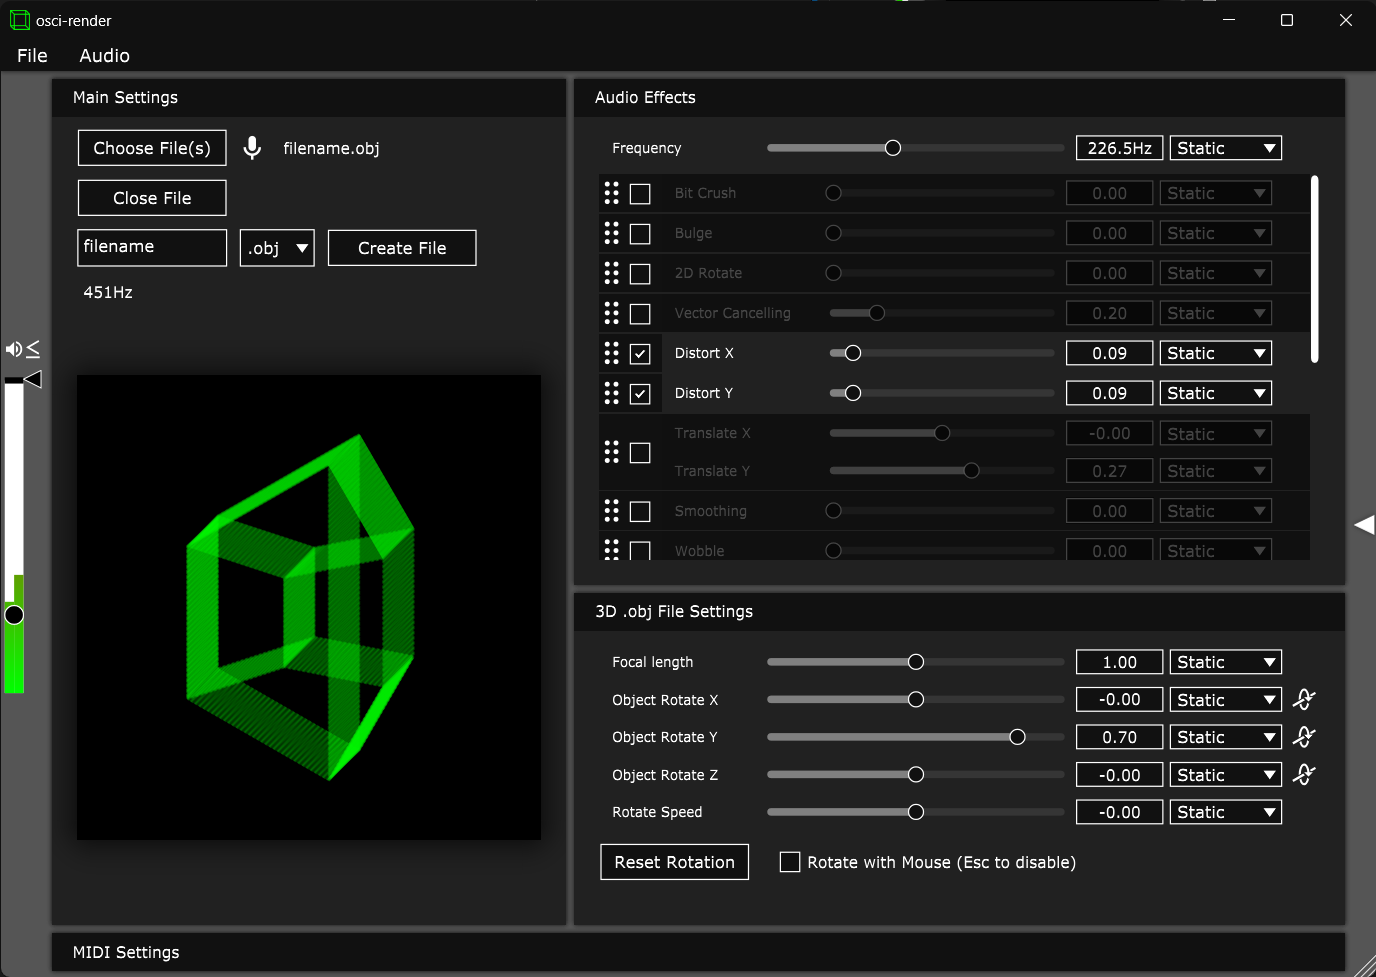 osci-render
File Audio
Main Settings
Choose File(s) filename.obj
Close File
filename .obj Create File
451Hz
Audio Effects
Frequency 226.5Hz Static
Bit Crush 0.00 Static
Bulge 0.00 Static
2D Rotate 0.00 Static
Vector Cancelling 0.20 Static
Distort X 0.09 Static
Distort Y 0.09 Static
Translate X -0.00 Static
Translate Y 0.27 Static
Smoothing 0.00 Static
Wobble 0.00 Static
3D .obj File Settings
Focal length 1.00 Static
Object Rotate X -0.00 Static
Object Rotate Y 0.70 Static
Object Rotate Z -0.00 Static
Rotate Speed -0.00 Static
Reset Rotation Rotate with Mouse (Esc to disable)
MIDI Settings